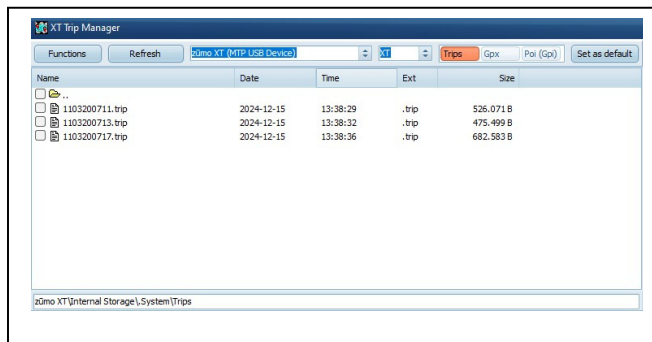 XT Trip Manager
Functions Refresh zūmo XT (MTP USB Device) XT Trips Gpx Poi (Gpi) Set as default
Name Date Time Ext Size
..
1103200711.trip 2024-12-15 13:38:29 .trip 526.071 B
1103200713.trip 2024-12-15 13:38:32 .trip 475.499 B
1103200717.trip 2024-12-15 13:38:36 .trip 682.583 B
zūmo XT\Internal Storage\.System\Trips